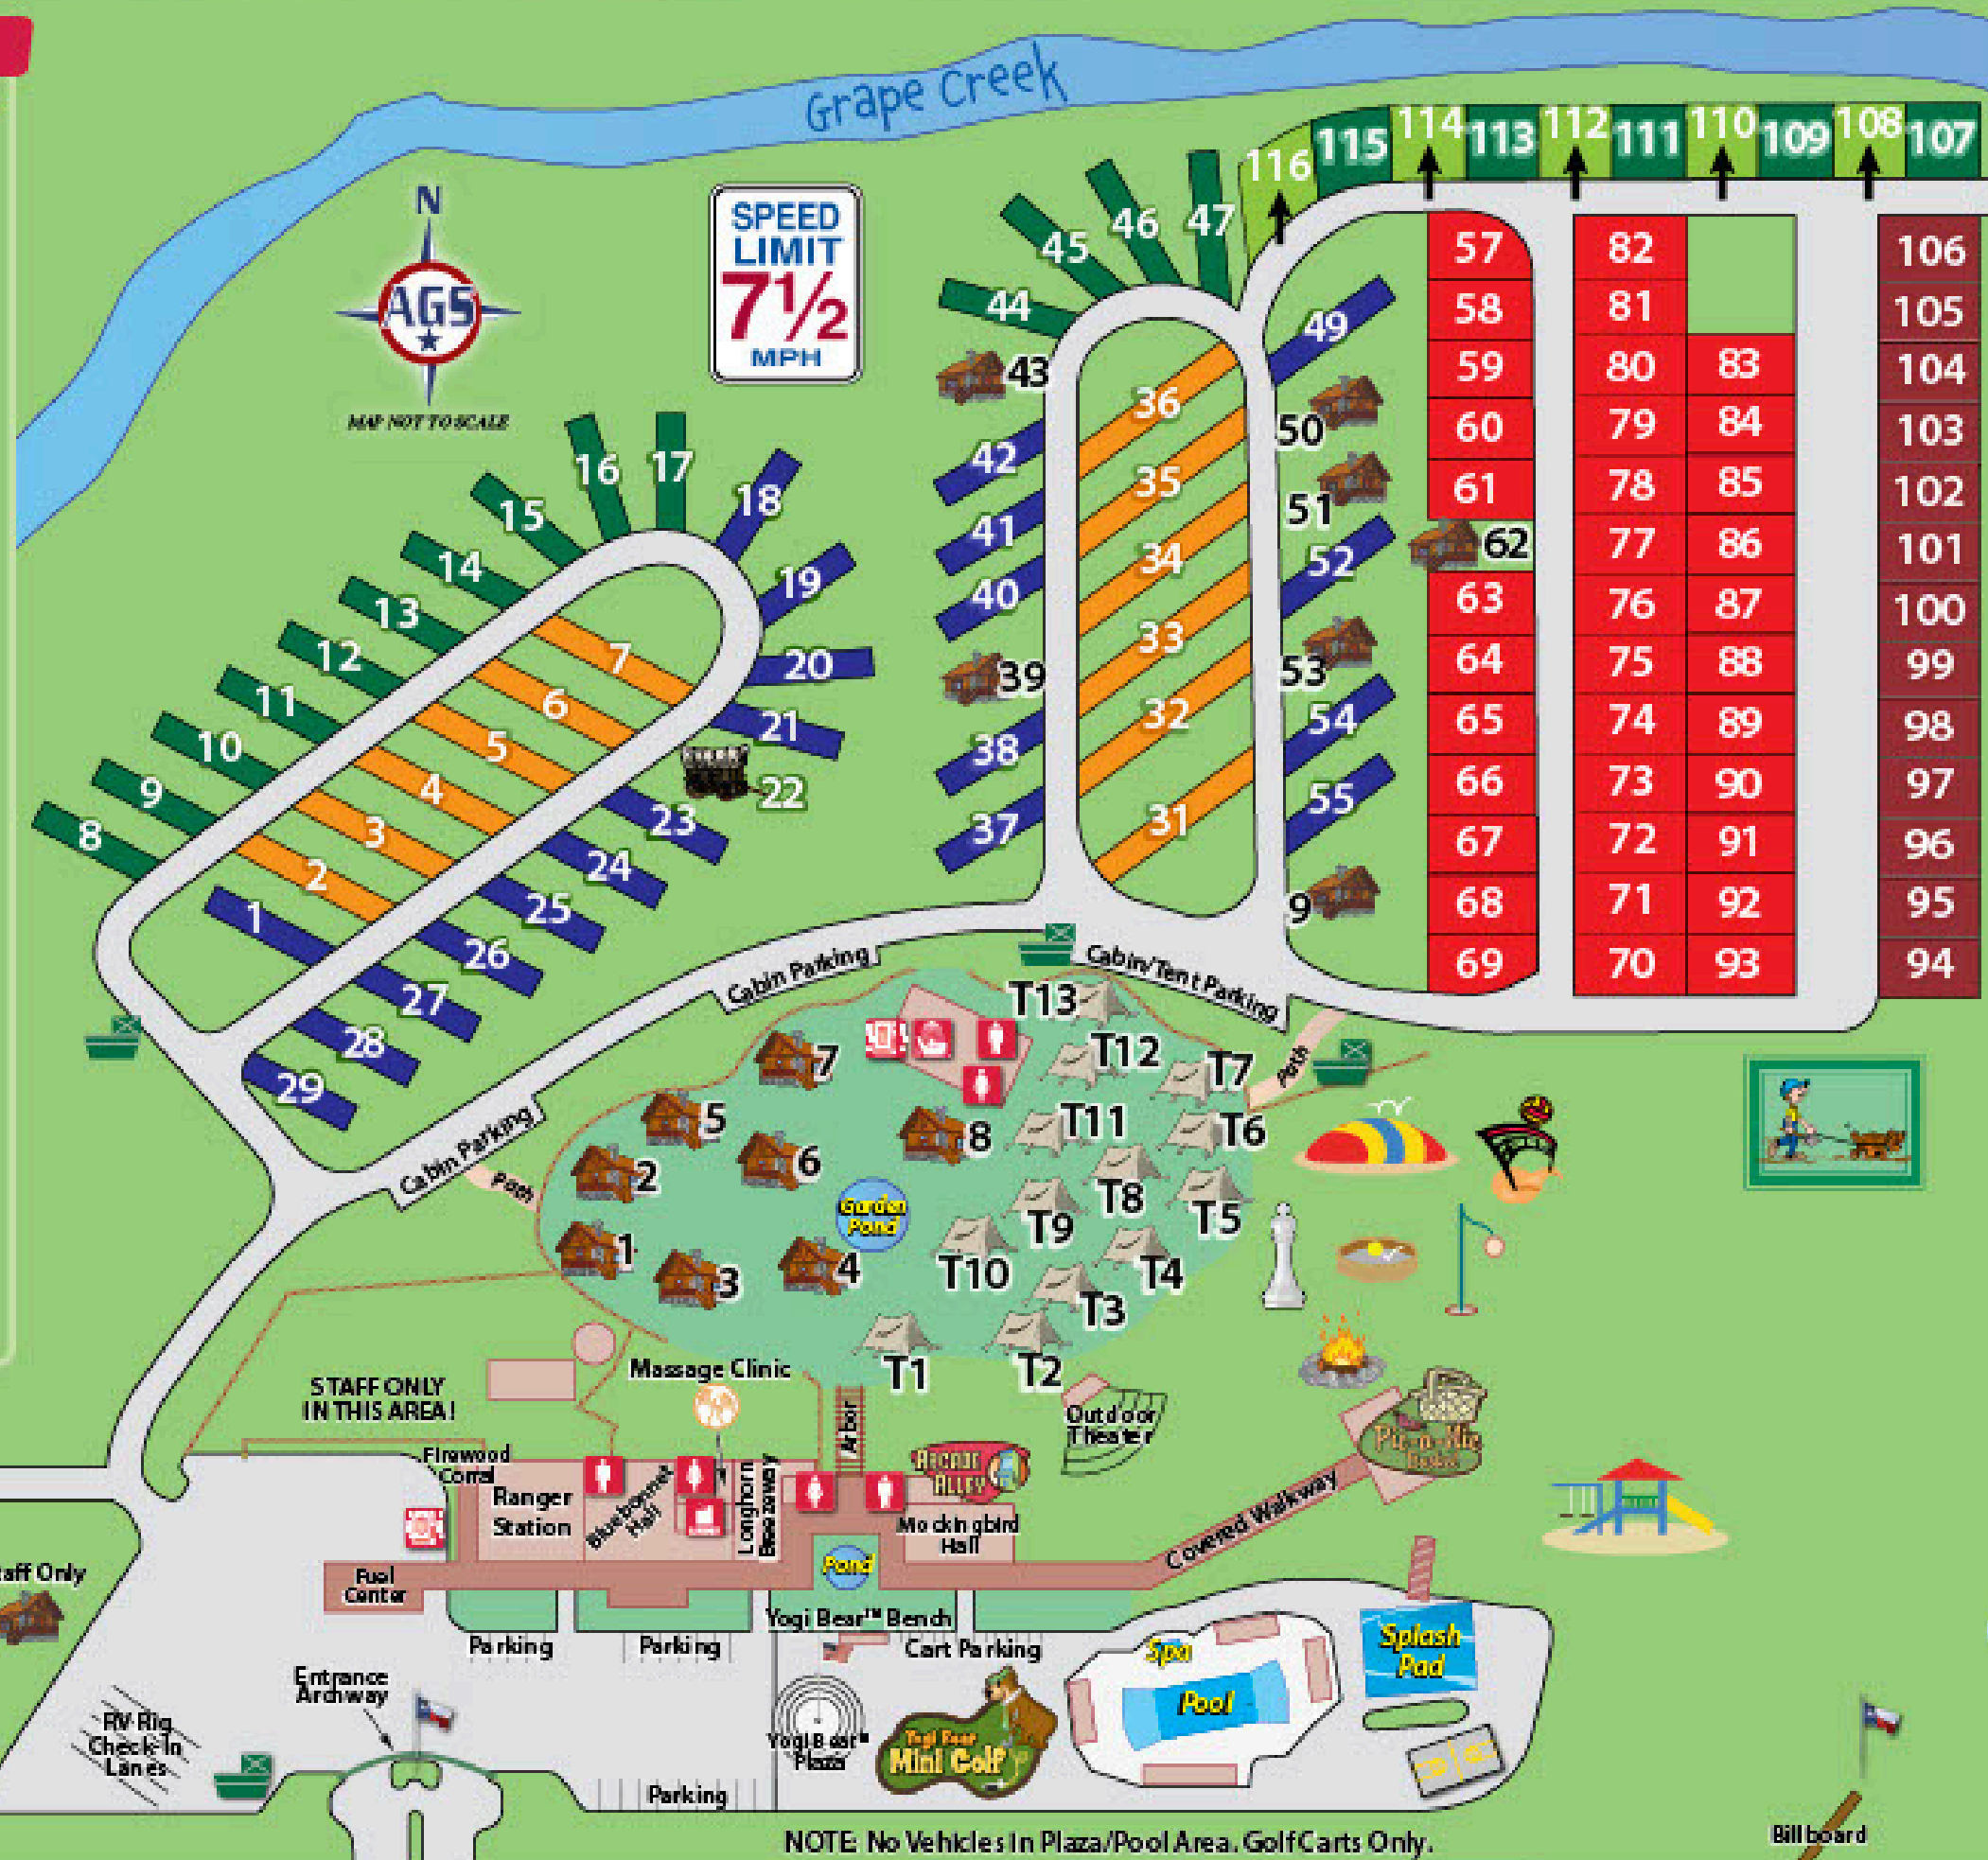 Grape Creek
N
AGS
MAP NOT TO SCALE
SPEED
LIMIT
7½
MPH
116
115
114
113
112
111
110
109
108
107
47
46
45
44
43
42
41
40
39
38
37
36
35
34
33
32
31
49
50
51
52
53
54
55
9
57
58
59
60
61
62
63
64
65
66
67
68
69
82
81
80
79
78
77
76
75
74
73
72
71
70
83
84
85
86
87
88
89
90
91
92
93
106
105
104
103
102
101
100
99
98
97
96
95
94
17
16
15
14
13
12
11
10
9
8
18
19
20
21
22
23
24
25
26
27
28
29
7
6
5
4
3
2
1
Cabin Parking
Cabin/Tent Parking
Cabin Parking
Path
Path
7
5
2
6
8
1
3
4
Garden
Pond
T13
T12
T7
T11
T6
T8
T5
T9
T10
T4
T3
T2
T1
STAFF ONLY
IN THIS AREA!
Massage Clinic
Arbor
Outdoor
Theater
Firewood
Corral
Ranger
Station
Bluebonnet
Hall
Longhorn
Breezeway
Arcade
Alley
Mockingbird
Hall
Pic-a-Nic
Basket
Covered Walkway
Fuel
Center
Pond
Yogi Bear™ Bench
Parking
Parking
Cart Parking
aff Only
Entrance
Archway
RV Rig
Check-In
Lanes
Yogi Bear™
Plaza
Yogi Bear
Mini Golf
Spa
Pool
Splash
Pad
Parking
NOTE: No Vehicles in Plaza/Pool Area. Golf Carts Only.
Billboard